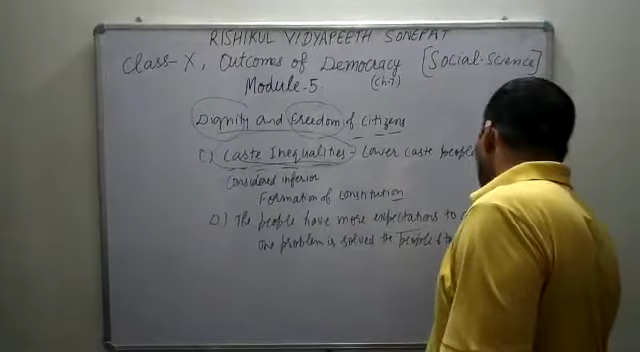 RISHIKUL VIDYAPEETH SONEPAT
Class-X, Outcomes of Democracy [Social-Science]
Module-5 (Ch-7)
Dignity and Freedom of Citizens
C) Caste Inequalities - Lower caste people
Considered inferior
Formation of constitution
D) The people have more expectations to
One problem is solved the people